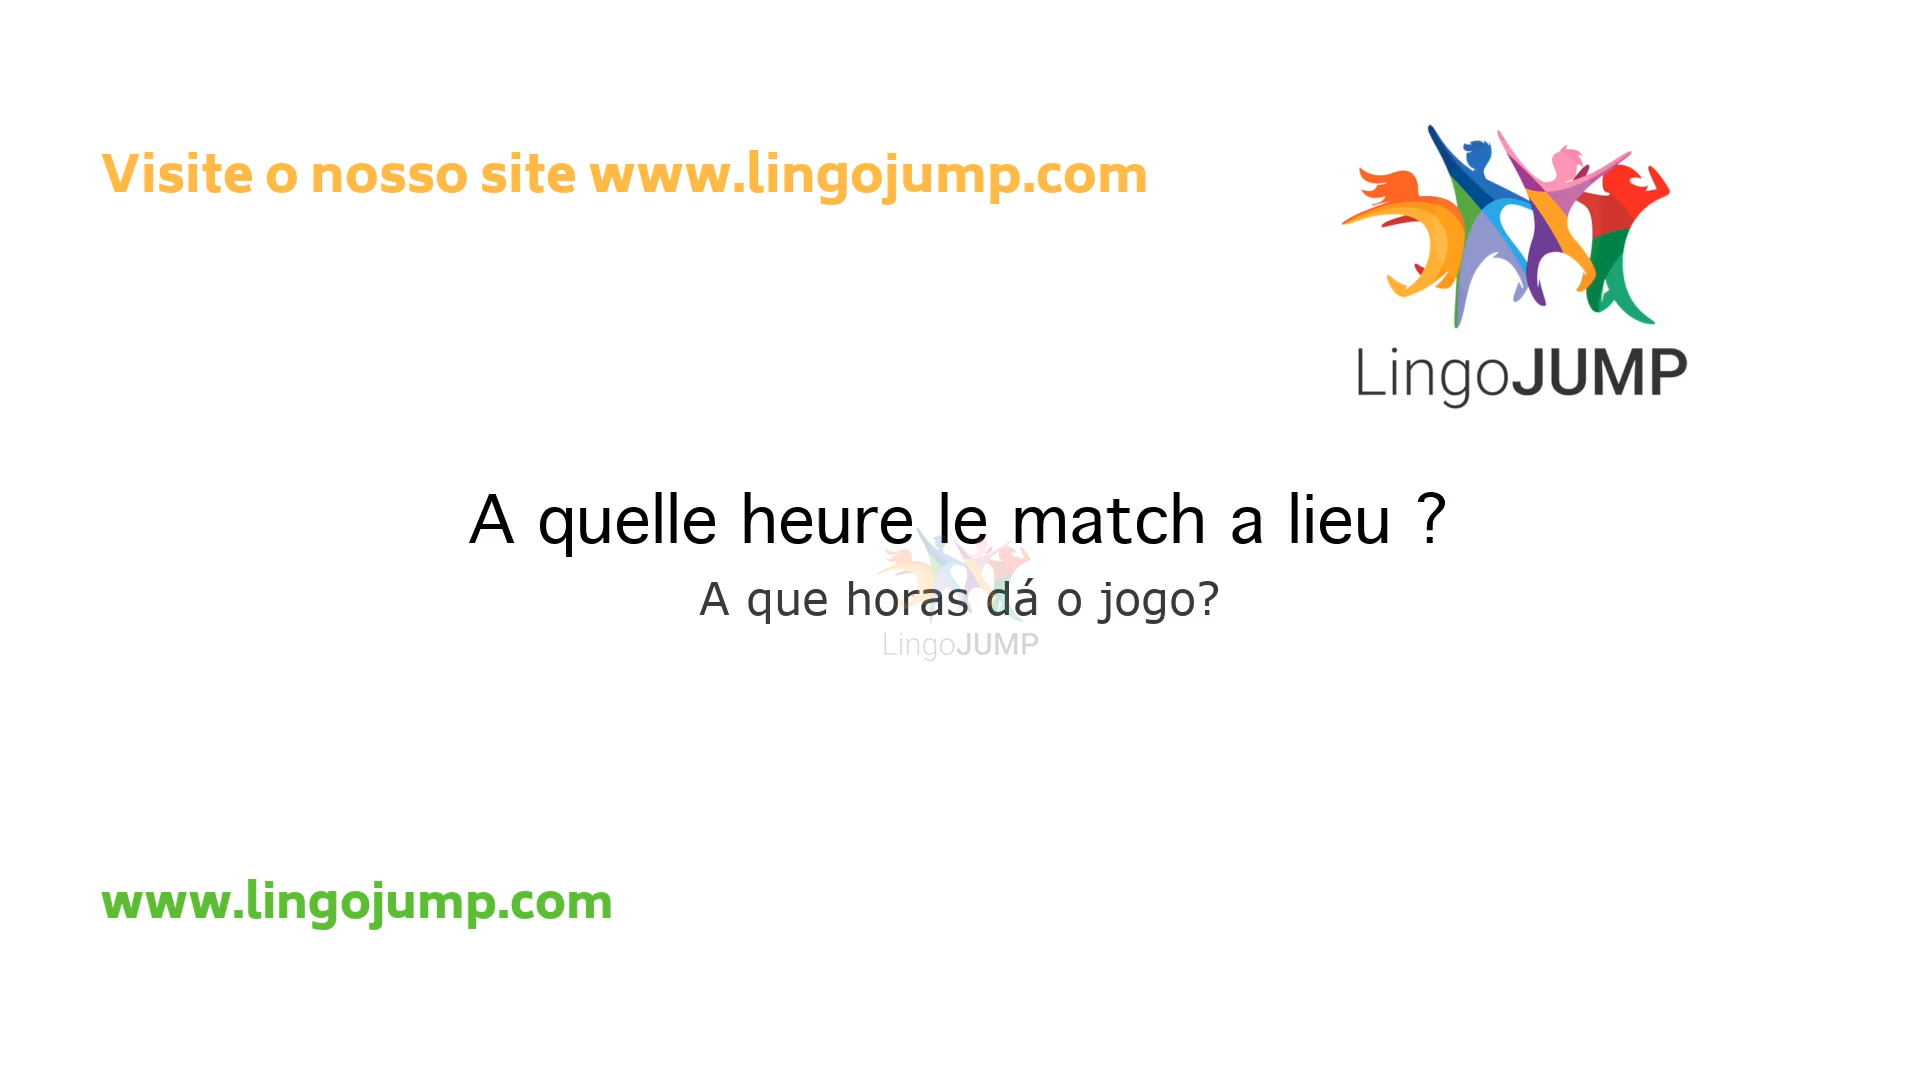 Visite o nosso site www.lingojump.com
LingoJUMP
A quelle heure le match a lieu ?
A que horas dá o jogo?
LingoJUMP
www.lingojump.com